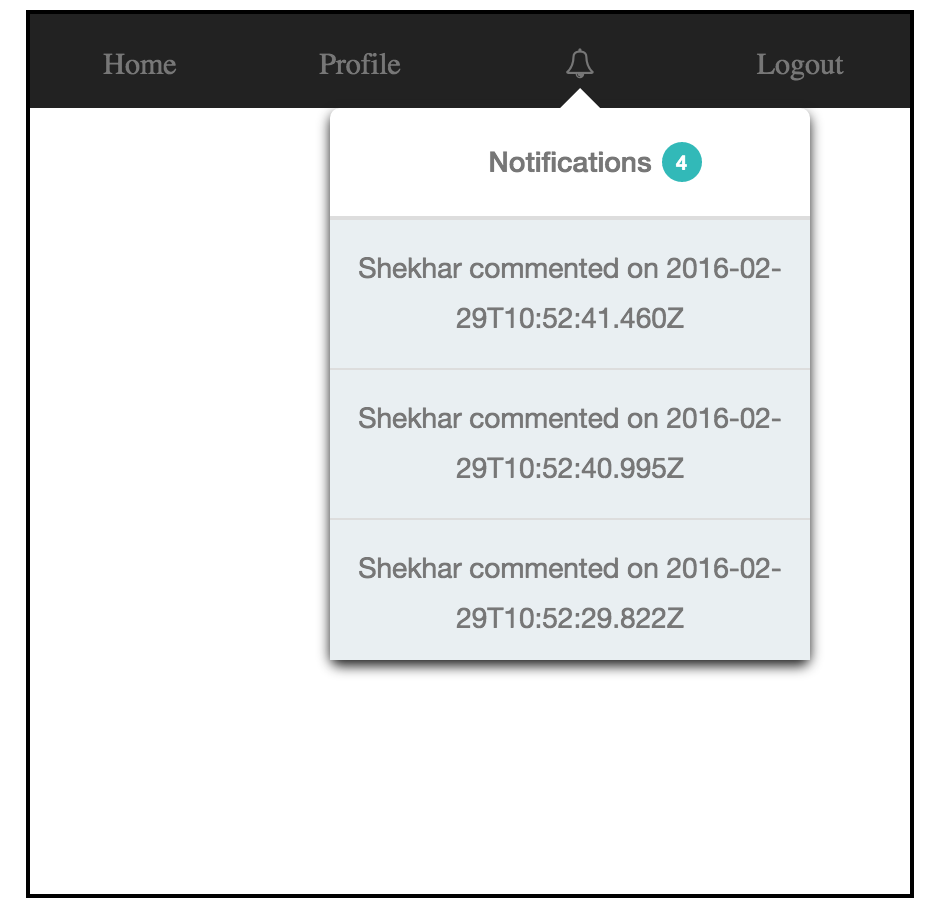 Home Profile Logout
Notifications 4
Shekhar commented on 2016-02-
29T10:52:41.460Z
Shekhar commented on 2016-02-
29T10:52:40.995Z
Shekhar commented on 2016-02-
29T10:52:29.822Z